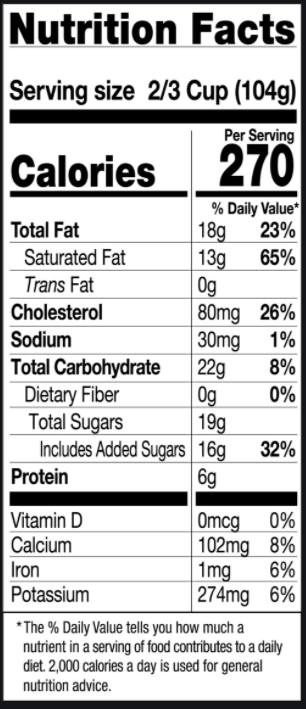 Nutrition Facts
Serving size 2/3 Cup (104g)
Per Serving
Calories 270
% Daily Value*
Total Fat 18g 23%
Saturated Fat 13g 65%
Trans Fat 0g
Cholesterol 80mg 26%
Sodium 30mg 1%
Total Carbohydrate 22g 8%
Dietary Fiber 0g 0%
Total Sugars 19g
Includes Added Sugars 16g 32%
Protein 6g
Vitamin D 0mcg 0%
Calcium 102mg 8%
Iron 1mg 6%
Potassium 274mg 6%
*The % Daily Value tells you how much a
nutrient in a serving of food contributes to a daily
diet. 2,000 calories a day is used for general
nutrition advice.